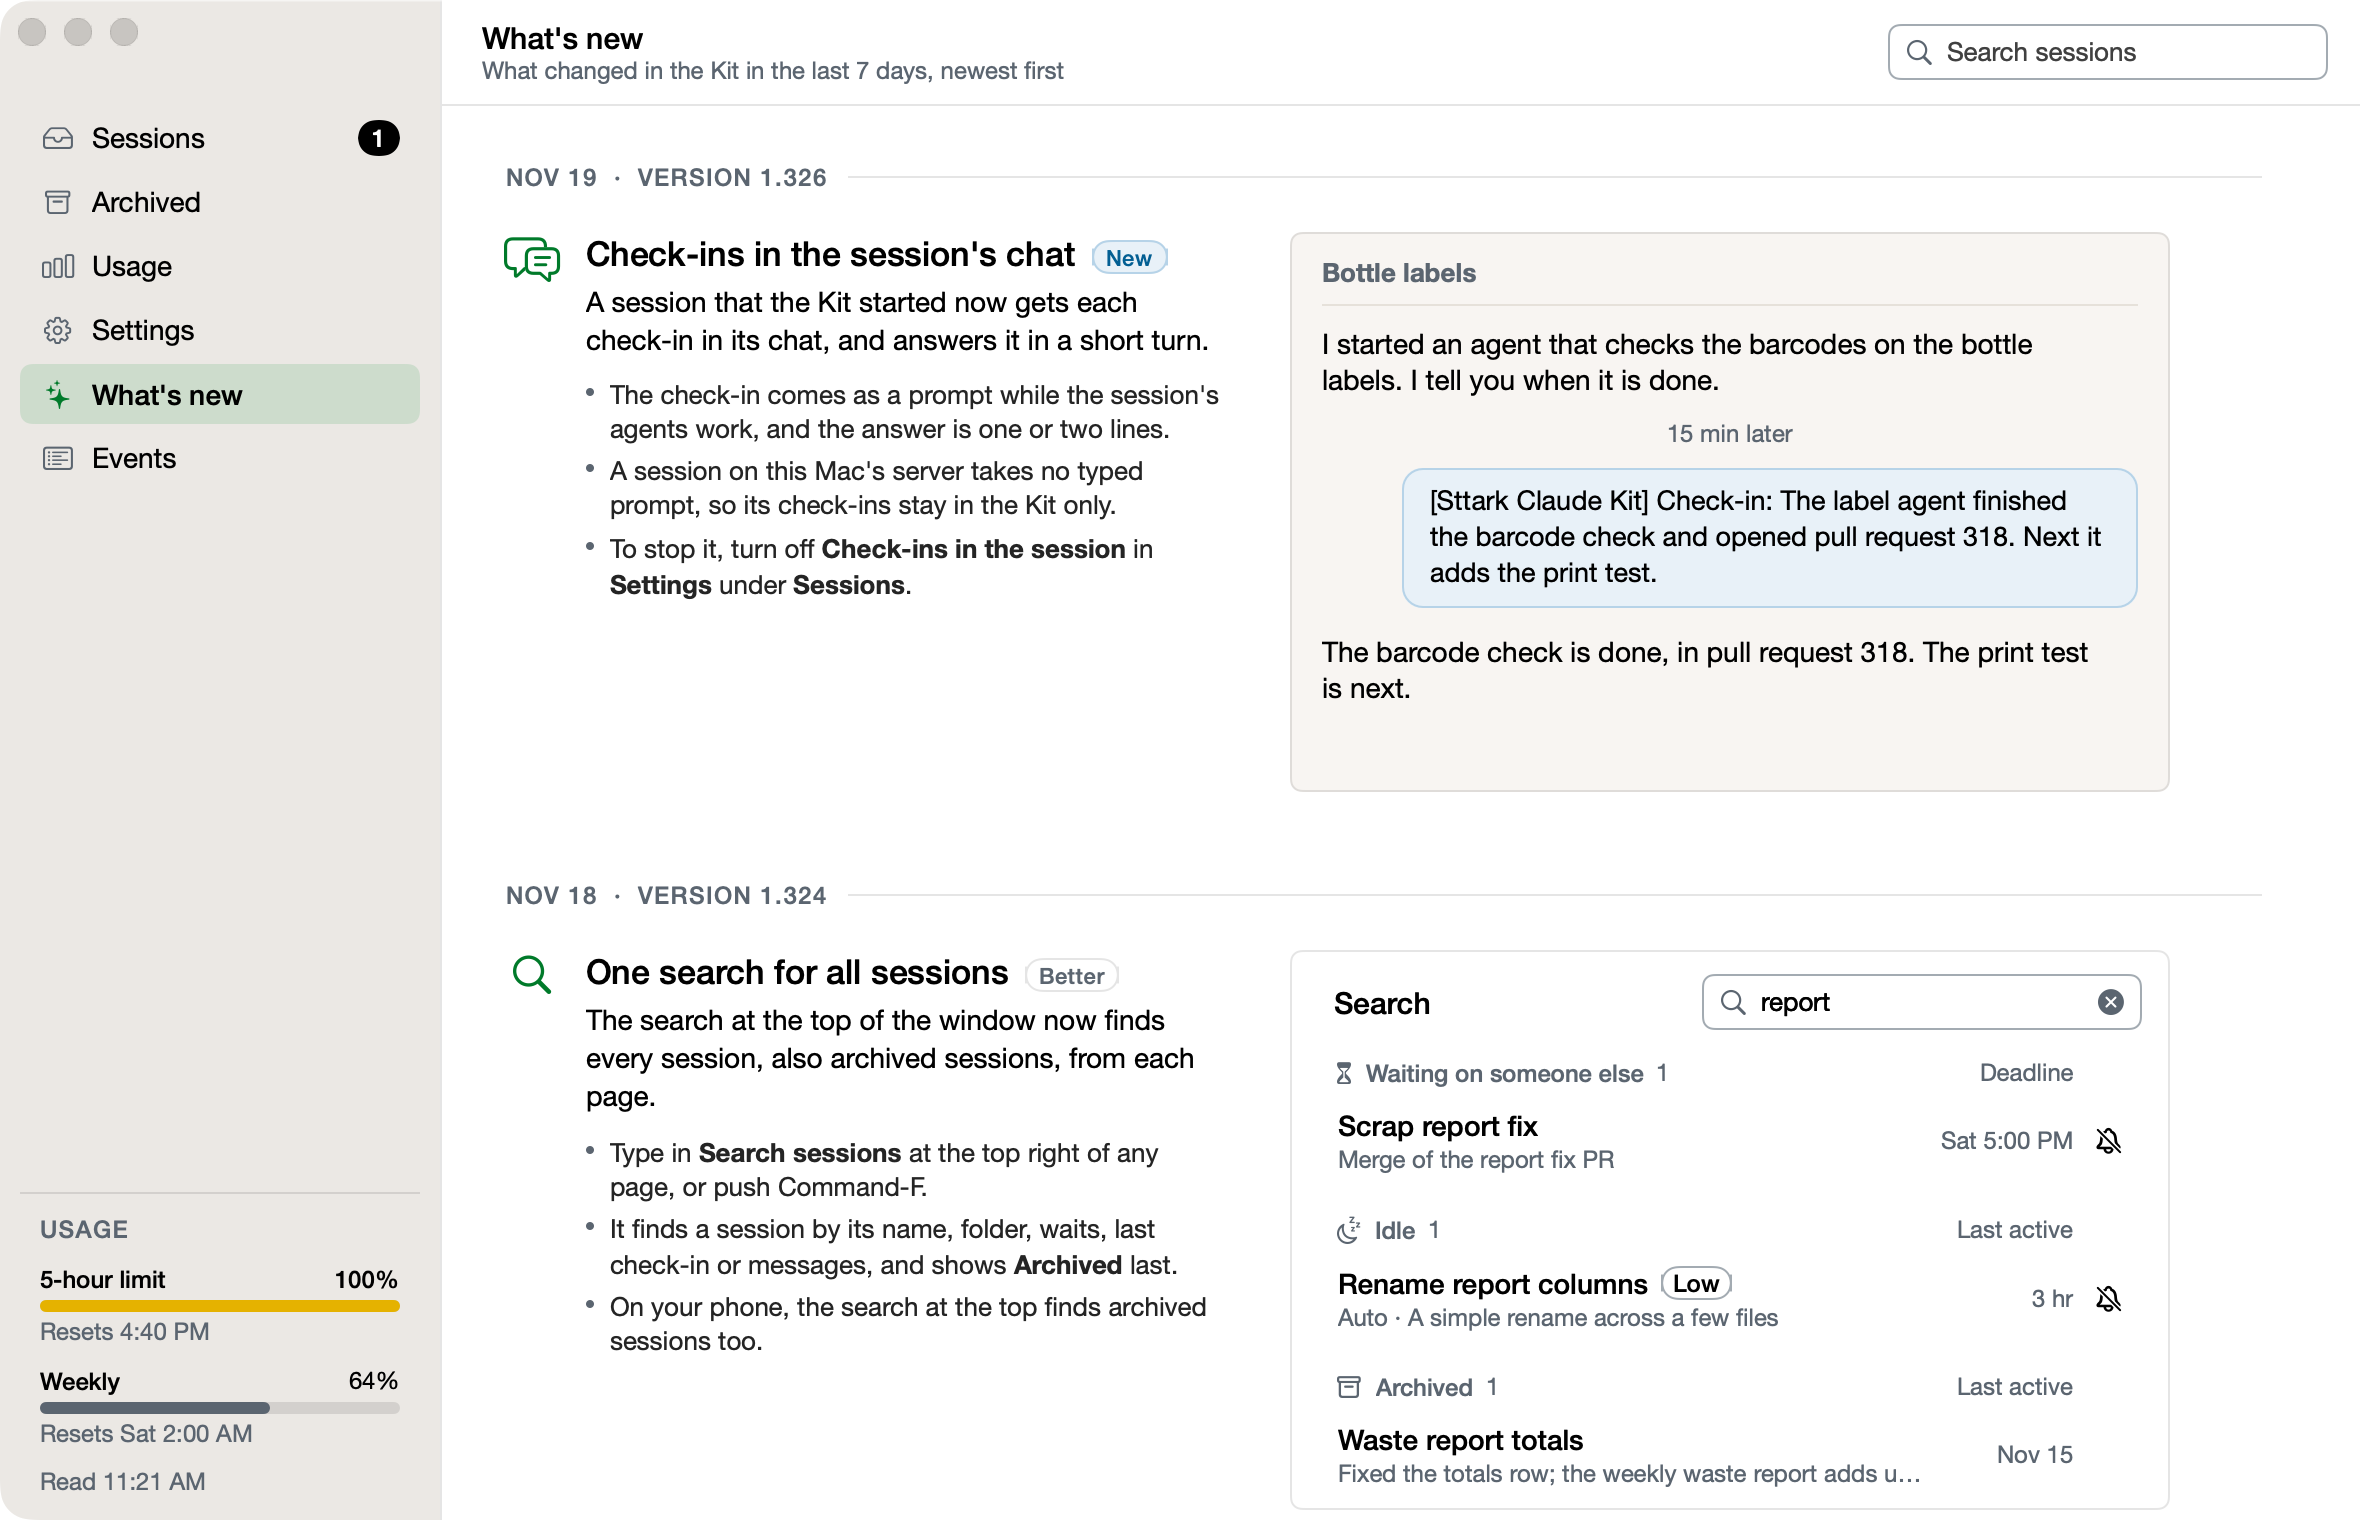 What's new
What changed in the Kit in the last 7 days, newest first
Search sessions
Sessions 1
Archived
Usage
Settings
What's new
Events
USAGE
5-hour limit 100%
Resets 4:40 PM
Weekly 64%
Resets Sat 2:00 AM
Read 11:21 AM
NOV 19 · VERSION 1.326
Check-ins in the session's chat New
A session that the Kit started now gets each
check-in in its chat, and answers it in a short turn.
• The check-in comes as a prompt while the session's
agents work, and the answer is one or two lines.
• A session on this Mac's server takes no typed
prompt, so its check-ins stay in the Kit only.
• To stop it, turn off Check-ins in the session in
Settings under Sessions.
Bottle labels
I started an agent that checks the barcodes on the bottle
labels. I tell you when it is done.
15 min later
[Sttark Claude Kit] Check-in: The label agent finished
the barcode check and opened pull request 318. Next it
adds the print test.
The barcode check is done, in pull request 318. The print test
is next.
NOV 18 · VERSION 1.324
One search for all sessions Better
The search at the top of the window now finds
every session, also archived sessions, from each
page.
• Type in Search sessions at the top right of any
page, or push Command-F.
• It finds a session by its name, folder, waits, last
check-in or messages, and shows Archived last.
• On your phone, the search at the top finds archived
sessions too.
Search
report
Waiting on someone else 1 Deadline
Scrap report fix
Merge of the report fix PR
Sat 5:00 PM
Idle 1 Last active
Rename report columns Low
Auto · A simple rename across a few files
3 hr
Archived 1 Last active
Waste report totals
Fixed the totals row; the weekly waste report adds u…
Nov 15